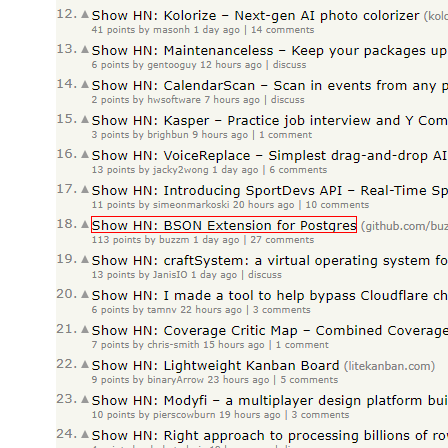 12. Show HN: Kolorize – Next-gen AI photo colorizer
41 points by masonh 1 day ago | 14 comments
13. Show HN: Maintenanceless – Keep your packages up
6 points by gentooguy 12 hours ago | discuss
14. Show HN: CalendarScan – Scan in events from any
2 points by hwsoftware 7 hours ago | discuss
15. Show HN: Kasper – Practice job interview and Y Com
3 points by brighbun 9 hours ago | 1 comment
16. Show HN: VoiceReplace – Simplest drag-and-drop AI
13 points by jacky2wong 1 day ago | 6 comments
17. Show HN: Introducing SportDevs API – Real-Time
11 points by simeonmarkoski 20 hours ago | 10 comments
18. Show HN: BSON Extension for Postgres (github.com/buz
113 points by buzzm 1 day ago | 27 comments
19. Show HN: craftSystem: a virtual operating system
13 points by JanisIO 1 day ago | discuss
20. Show HN: I made a tool to help bypass Cloudflare
6 points by tamnv 22 hours ago | 3 comments
21. Show HN: Coverage Critic Map – Combined Coverage
7 points by chris-smith 15 hours ago | 1 comment
22. Show HN: Lightweight Kanban Board (litekanban.com)
9 points by binaryArrow 23 hours ago | 5 comments
23. Show HN: Modyfi – a multiplayer design platform
10 points by pierscowburn 19 hours ago | 3 comments
24. Show HN: Right approach to processing billions of